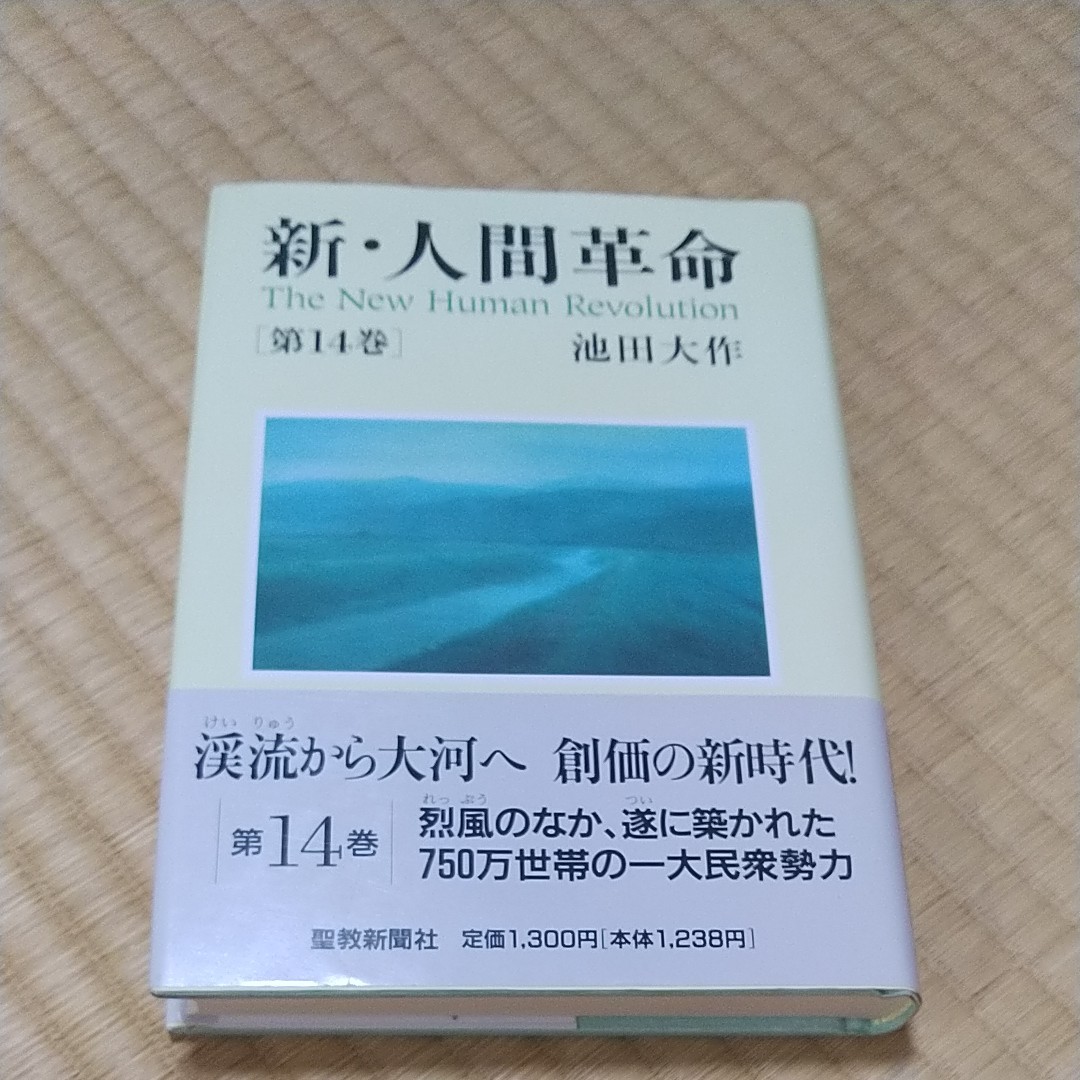 新・人間革命
The New Human Revolution
[第14巻] 池田大作
けい りゅう
渓流から大河へ 創価の新時代!
れっ ぷう つい
第14巻 烈風のなか、遂に築かれた
750万世帯の一大民衆勢力
聖教新聞社 定価1,300円[本体1,238円]